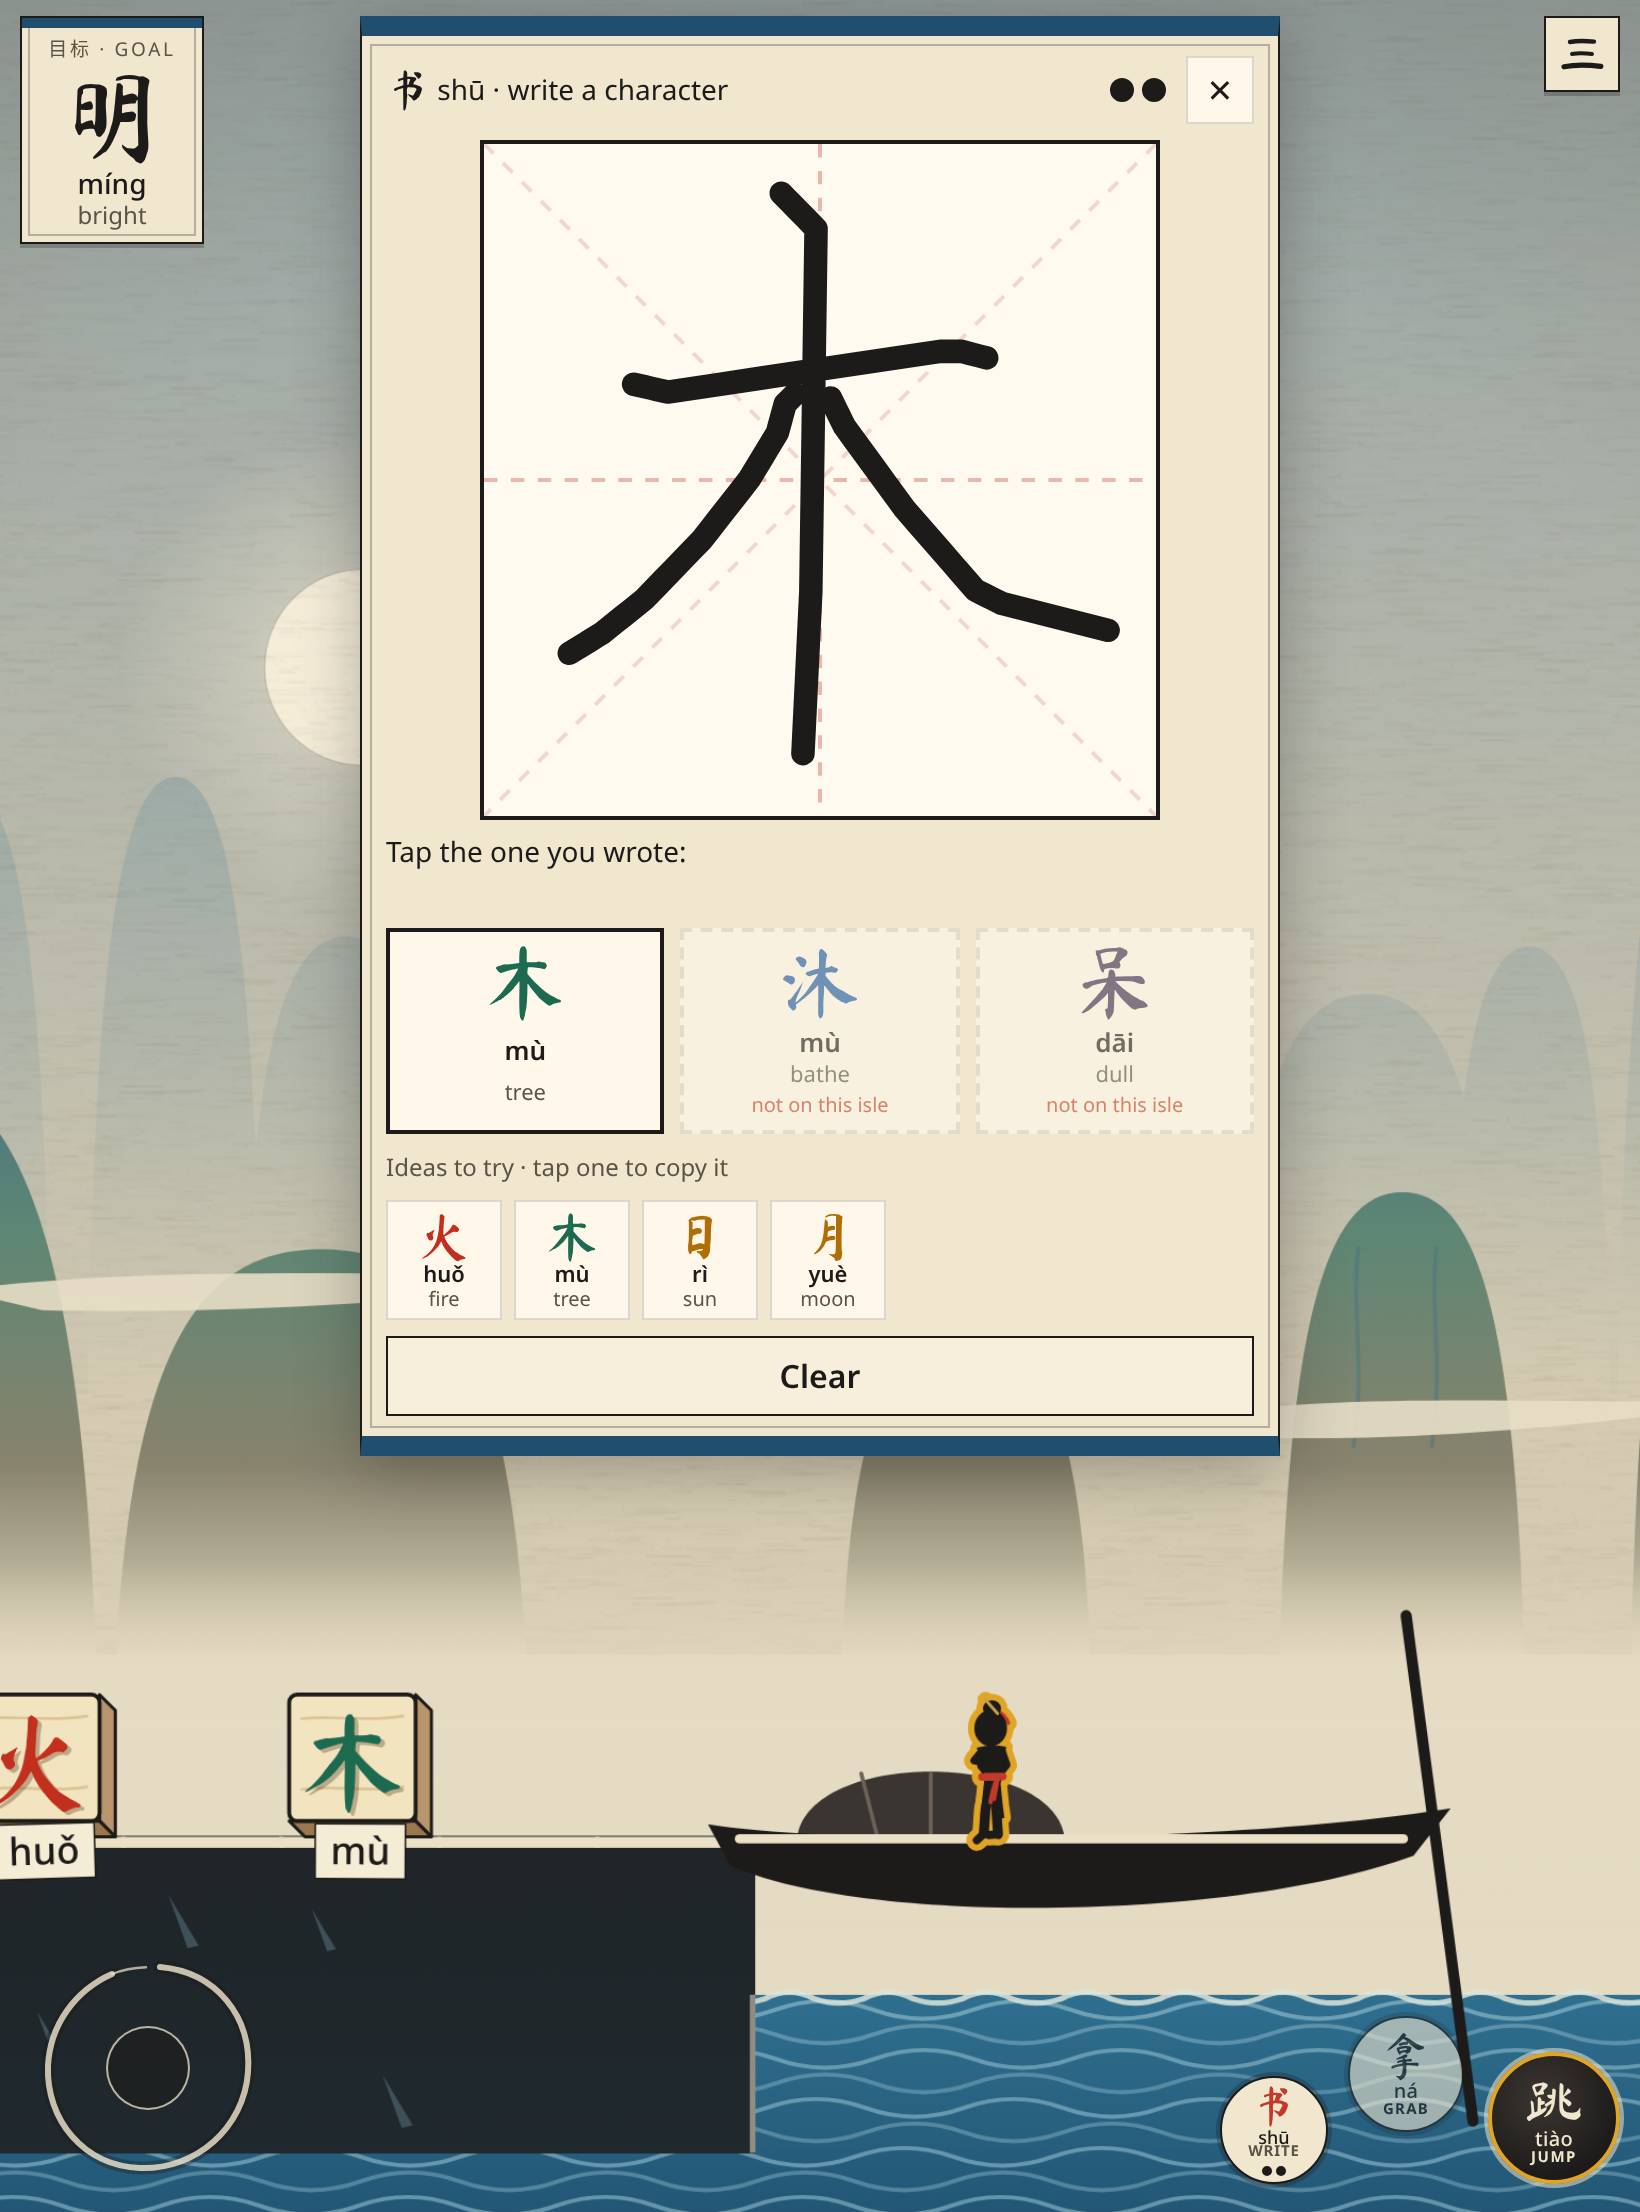 目标 · GOAL
明
míng
bright
书 shū · write a character
×
三
木
Tap the one you wrote:
木
mù
tree
沐
mù
bathe
not on this isle
呆
dāi
dull
not on this isle
Ideas to try · tap one to copy it
火
huǒ
fire
木
mù
tree
日
rì
sun
月
yuè
moon
Clear
火
huǒ
木
mù
书
shū
WRITE
拿
ná
GRAB
跳
tiào
JUMP